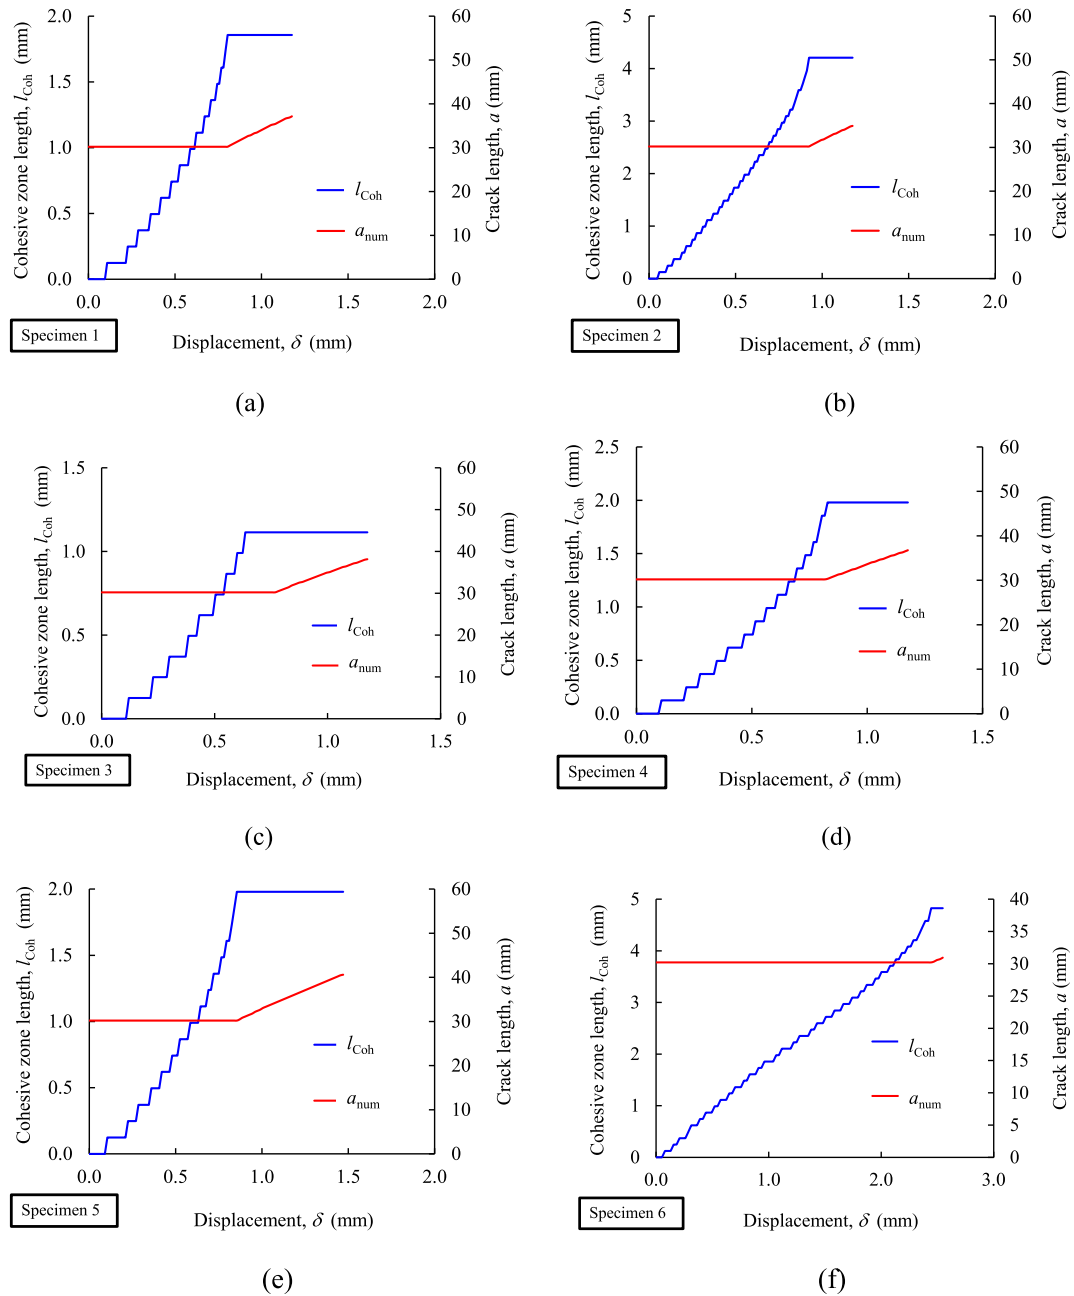 2.0
1.5
1.0
0.5
0.0
Cohesive zone length, lCoh (mm)
60
50
40
30
20
10
0
Crack length, a (mm)
lCoh
anum
0.0 0.5 1.0 1.5 2.0
Specimen 1
Displacement, δ (mm)
(a)
5
4
3
2
1
0
Cohesive zone length, lCoh (mm)
60
50
40
30
20
10
0
Crack length, a (mm)
lCoh
anum
0.0 0.5 1.0 1.5 2.0
Specimen 2
Displacement, δ (mm)
(b)
1.5
1.0
0.5
0.0
Cohesive zone length, lCoh (mm)
60
50
40
30
20
10
0
Crack length, a (mm)
lCoh
anum
0.0 0.5 1.0 1.5
Specimen 3
Displacement, δ (mm)
(c)
2.5
2.0
1.5
1.0
0.5
0.0
Cohesive zone length, lCoh (mm)
60
50
40
30
20
10
0
Crack length, a (mm)
lCoh
anum
0.0 0.5 1.0 1.5
Specimen 4
Displacement, δ (mm)
(d)
2.0
1.5
1.0
0.5
0.0
Cohesive zone length, lCoh (mm)
60
50
40
30
20
10
0
Crack length, a (mm)
lCoh
anum
0.0 0.5 1.0 1.5 2.0
Specimen 5
Displacement, δ (mm)
(e)
5
4
3
2
1
0
Cohesive zone length, lCoh (mm)
40
35
30
25
20
15
10
5
0
Crack length, a (mm)
lCoh
anum
0.0 1.0 2.0 3.0
Specimen 6
Displacement, δ (mm)
(f)